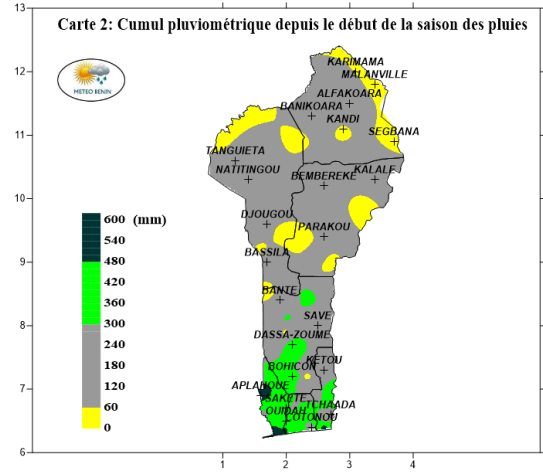 Carte 2: Cumul pluviométrique depuis le début de la saison des pluies
METEO BENIN
13
12
11
10
9
8
7
6
1 2 3 4
KARIMAMA
MALANVILLE
ALFAKOARA
BANIKOARA
KANDI
SEGBANA
TANGUIETA
NATITINGOU
BEMBEREKE
KALALE
DJOUGOU
PARAKOU
BASSILA
BANTE
SAVE
DASSA-ZOUME
KETOU
BOHICON
APLAHOUE
SAKETE
OUIDAH
TCHAADA
COTONOU
600 (mm)
540
480
420
360
300
240
180
120
60
0